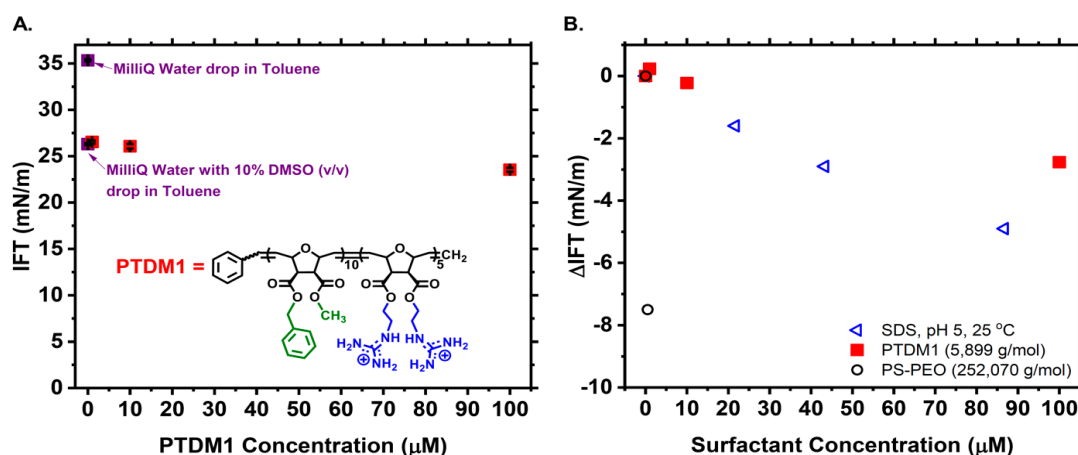 A.
IFT (mN/m)
35
30
25
20
15
10
5
0
MilliQ Water drop in Toluene
MilliQ Water with 10% DMSO (v/v)
drop in Toluene
PTDM1 =
O
10
O
5
CH2
O
O
O
O
O
O
O
O
CH3
NH
HN
H2N
NH2
⊕
NH2
NH2
⊕
H2N
NH2
0 10 20 30 40 50 60 70 80 90 100
PTDM1 Concentration (μM)
B.
ΔIFT (mN/m)
0
-2
-4
-6
-8
-10
SDS, pH 5, 25 °C
PTDM1 (5,899 g/mol)
PS-PEO (252,070 g/mol)
0 10 20 30 40 50 60 70 80 90 100
Surfactant Concentration (μM)